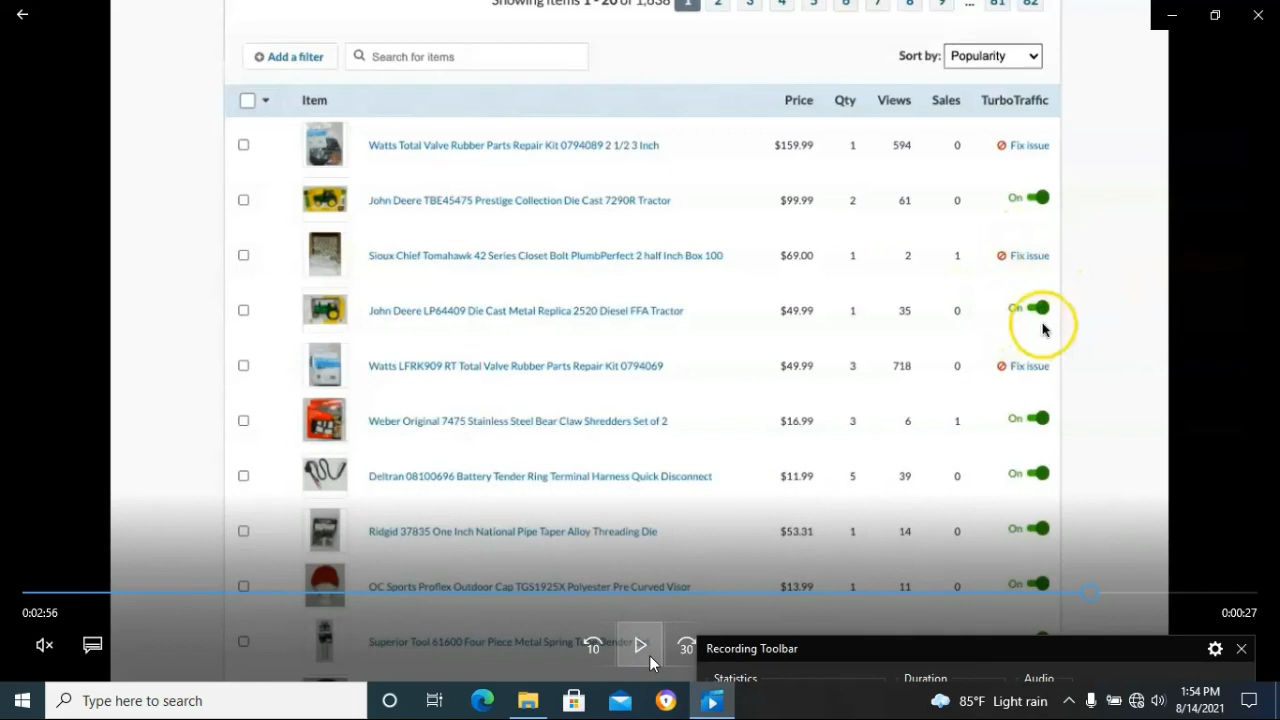 Showing items 1 - 20 of 1,638 1 2 3 4 5 6 7 8 9 ... 81 82
Add a filter Search for items Sort by: Popularity
Item Price Qty Views Sales TurboTraffic
Watts Total Valve Rubber Parts Repair Kit 0794089 2 1/2 3 Inch $159.99 1 594 0 Fix issue
John Deere TBE45475 Prestige Collection Die Cast 7290R Tractor $99.99 2 61 0 On
Sioux Chief Tomahawk 42 Series Closet Bolt PlumbPerfect 2 half Inch Box 100 $69.00 1 2 1 Fix issue
John Deere LP64409 Die Cast Metal Replica 2520 Diesel FFA Tractor $49.99 1 35 0 On
Watts LFRK909 RT Total Valve Rubber Parts Repair Kit 0794069 $49.99 3 718 0 Fix issue
Weber Original 7475 Stainless Steel Bear Claw Shredders Set of 2 $16.99 3 6 1 On
Deltran 08100696 Battery Tender Ring Terminal Harness Quick Disconnect $11.99 5 39 0 On
Ridgid 37835 One Inch National Pipe Taper Alloy Threading Die $53.31 1 14 0 On
OC Sports Proflex Outdoor Cap TGS1925X Polyester Pre Curved Visor $13.99 1 11 0 On
0:02:56 0:00:27
Superior Tool 61600 Four Piece Metal Spring Tube Bender
10 30
Recording Toolbar
Statistics Duration Audio
Type here to search 85°F Light rain 1:54 PM
8/14/2021